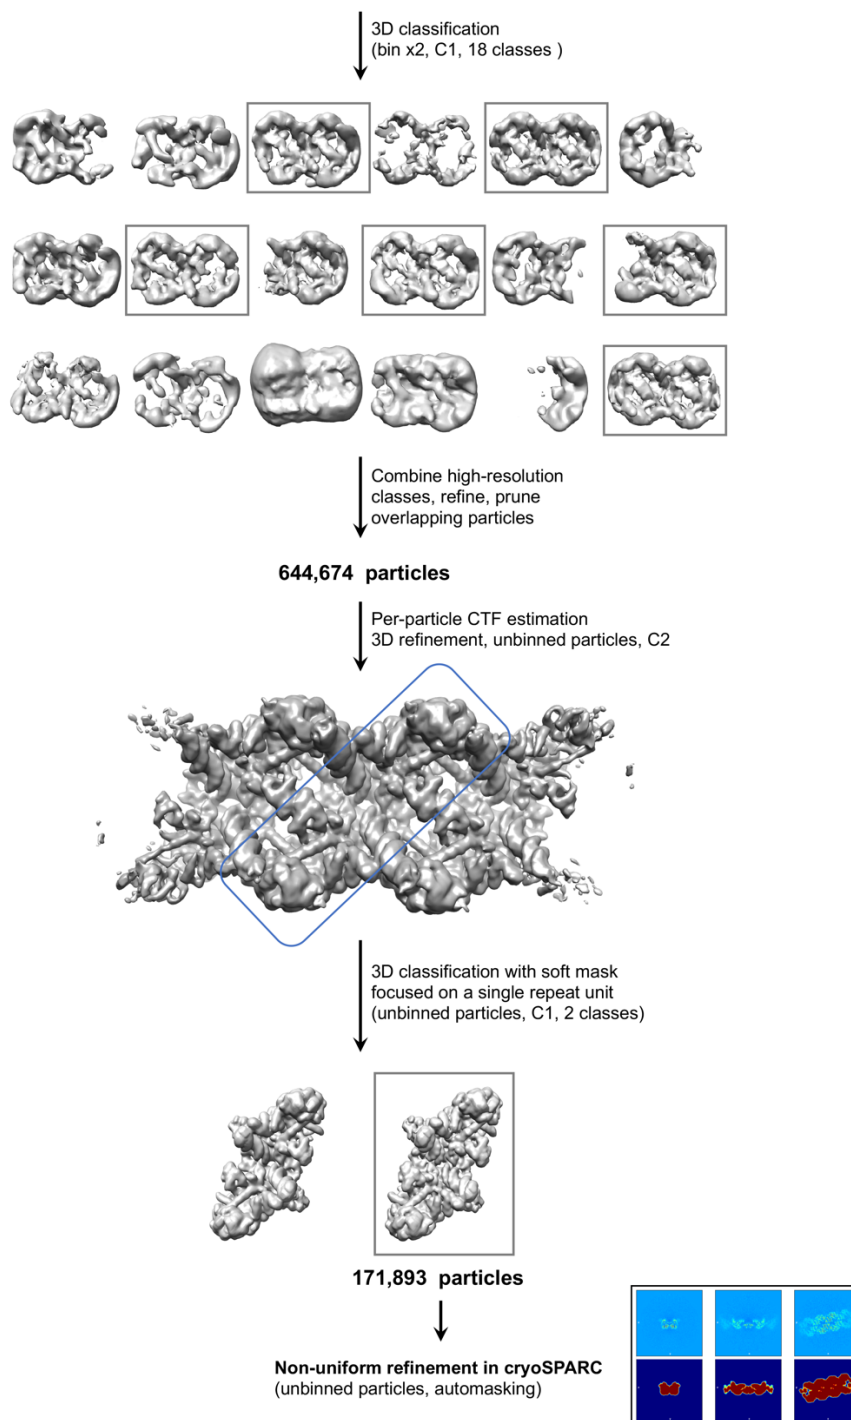 3D classification
(bin x2, C1, 18 classes )
Combine high-resolution
classes, refine, prune
overlapping particles
644,674 particles
Per-particle CTF estimation
3D refinement, unbinned particles, C2
3D classification with soft mask
focused on a single repeat unit
(unbinned particles, C1, 2 classes)
171,893 particles
Non-uniform refinement in cryoSPARC
(unbinned particles, automasking)